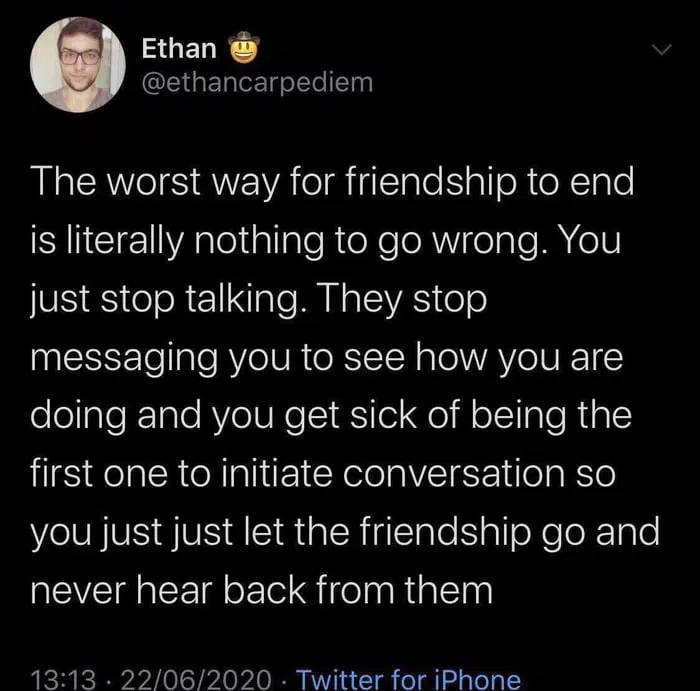 Ethan 🤠
@ethancarpediem
The worst way for friendship to end
is literally nothing to go wrong. You
just stop talking. They stop
messaging you to see how you are
doing and you get sick of being the
first one to initiate conversation so
you just just let the friendship go and
never hear back from them
13:13 · 22/06/2020 · Twitter for iPhone